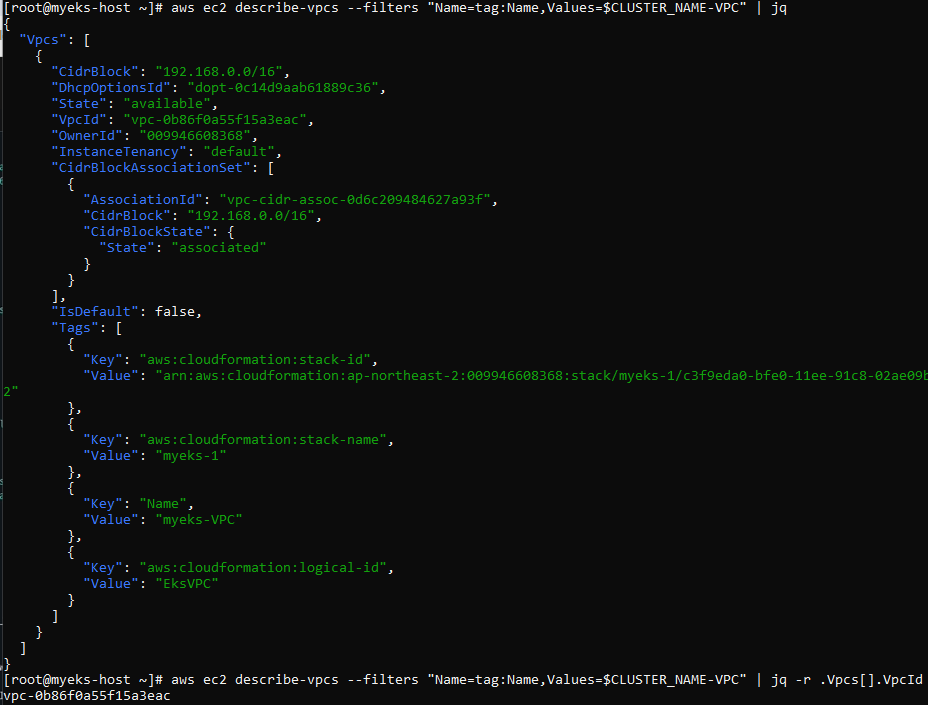 [root@myeks-host ~]# aws ec2 describe-vpcs --filters "Name=tag:Name,Values=$CLUSTER_NAME-VPC" | jq
{
  "Vpcs": [
    {
      "CidrBlock": "192.168.0.0/16",
      "DhcpOptionsId": "dopt-0c14d9aab61889c36",
      "State": "available",
      "VpcId": "vpc-0b86f0a55f15a3eac",
      "OwnerId": "009946608368",
      "InstanceTenancy": "default",
      "CidrBlockAssociationSet": [
        {
          "AssociationId": "vpc-cidr-assoc-0d6c209484627a93f",
          "CidrBlock": "192.168.0.0/16",
          "CidrBlockState": {
            "State": "associated"
          }
        }
      ],
      "IsDefault": false,
      "Tags": [
        {
          "Key": "aws:cloudformation:stack-id",
          "Value": "arn:aws:cloudformation:ap-northeast-2:009946608368:stack/myeks-1/c3f9eda0-bfe0-11ee-91c8-02ae09b
2"
        },
        {
          "Key": "aws:cloudformation:stack-name",
          "Value": "myeks-1"
        },
        {
          "Key": "Name",
          "Value": "myeks-VPC"
        },
        {
          "Key": "aws:cloudformation:logical-id",
          "Value": "EksVPC"
        }
      ]
    }
  ]
}
[root@myeks-host ~]# aws ec2 describe-vpcs --filters "Name=tag:Name,Values=$CLUSTER_NAME-VPC" | jq -r .Vpcs[].VpcId
vpc-0b86f0a55f15a3eac